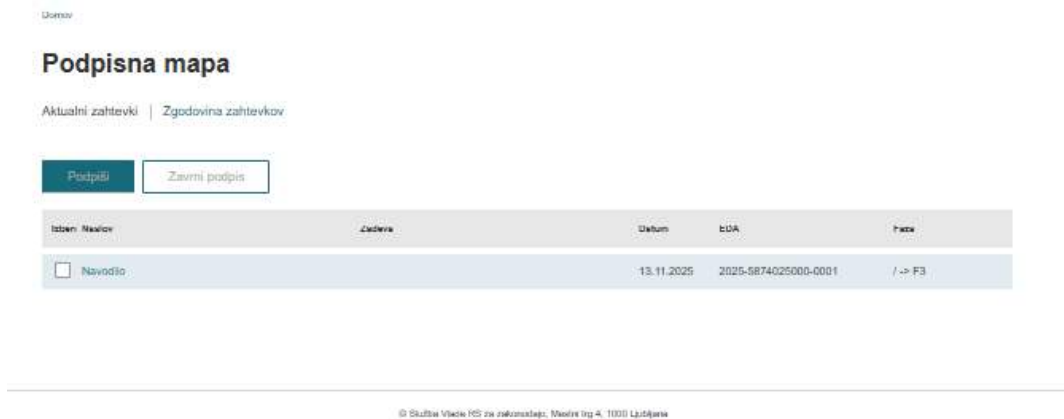 Domov
Podpisna mapa
Aktualni zahtevki | Zgodovina zahtevkov
Podpiši Zavrni podpis
Izberi Naslov Zadeva Datum EDA Faza
Navodilo 13.11.2025 2025-S874025000-0001 / -> F3
© Služba Vlade RS za zakonodajo, Mestni trg 4, 1000 Ljubljana